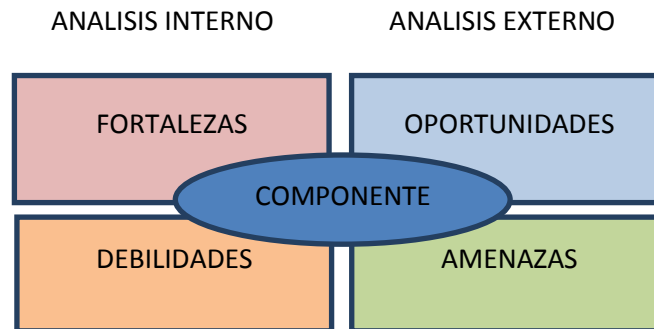 ANALISIS INTERNO
ANALISIS EXTERNO
FORTALEZAS
OPORTUNIDADES
COMPONENTE
DEBILIDADES
AMENAZAS